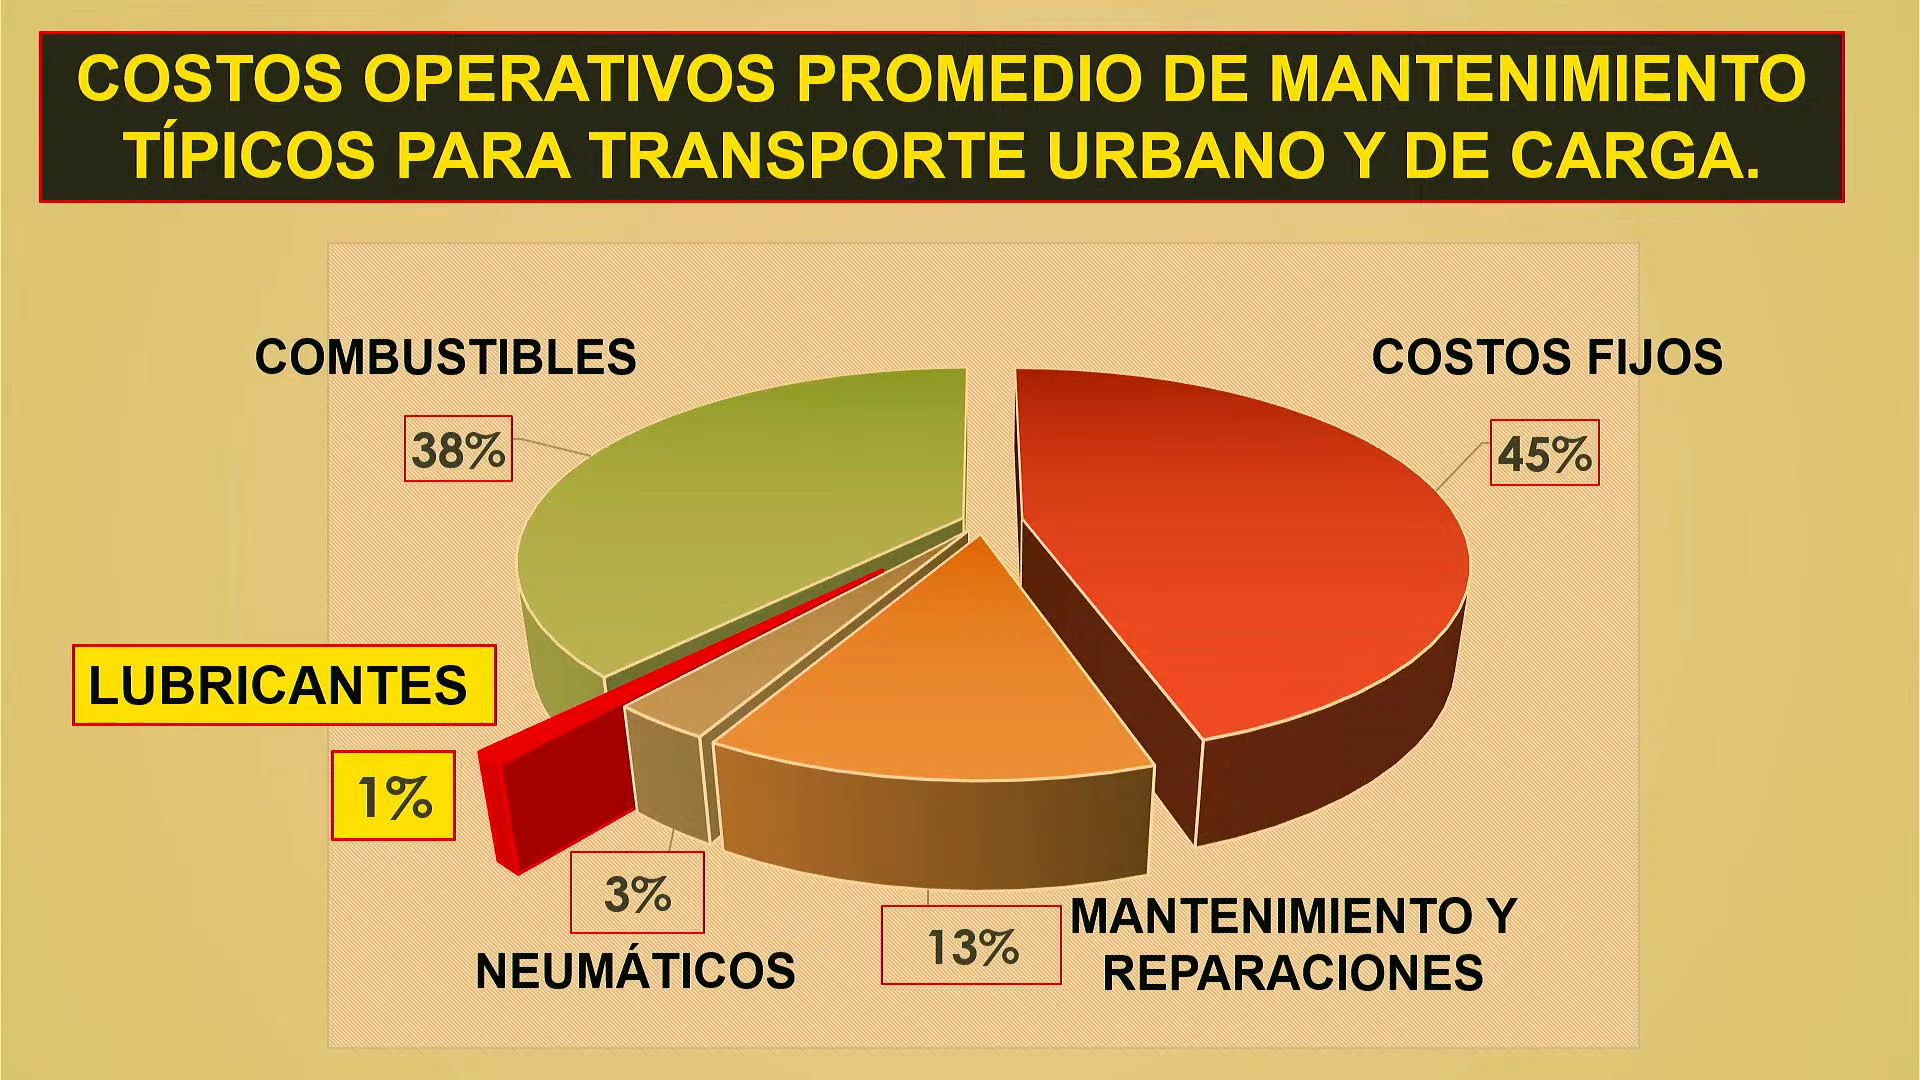 COSTOS OPERATIVOS PROMEDIO DE MANTENIMIENTO
TÍPICOS PARA TRANSPORTE URBANO Y DE CARGA.
COMBUSTIBLES
38%
COSTOS FIJOS
45%
LUBRICANTES
1%
3%
NEUMÁTICOS
13%
MANTENIMIENTO Y
REPARACIONES